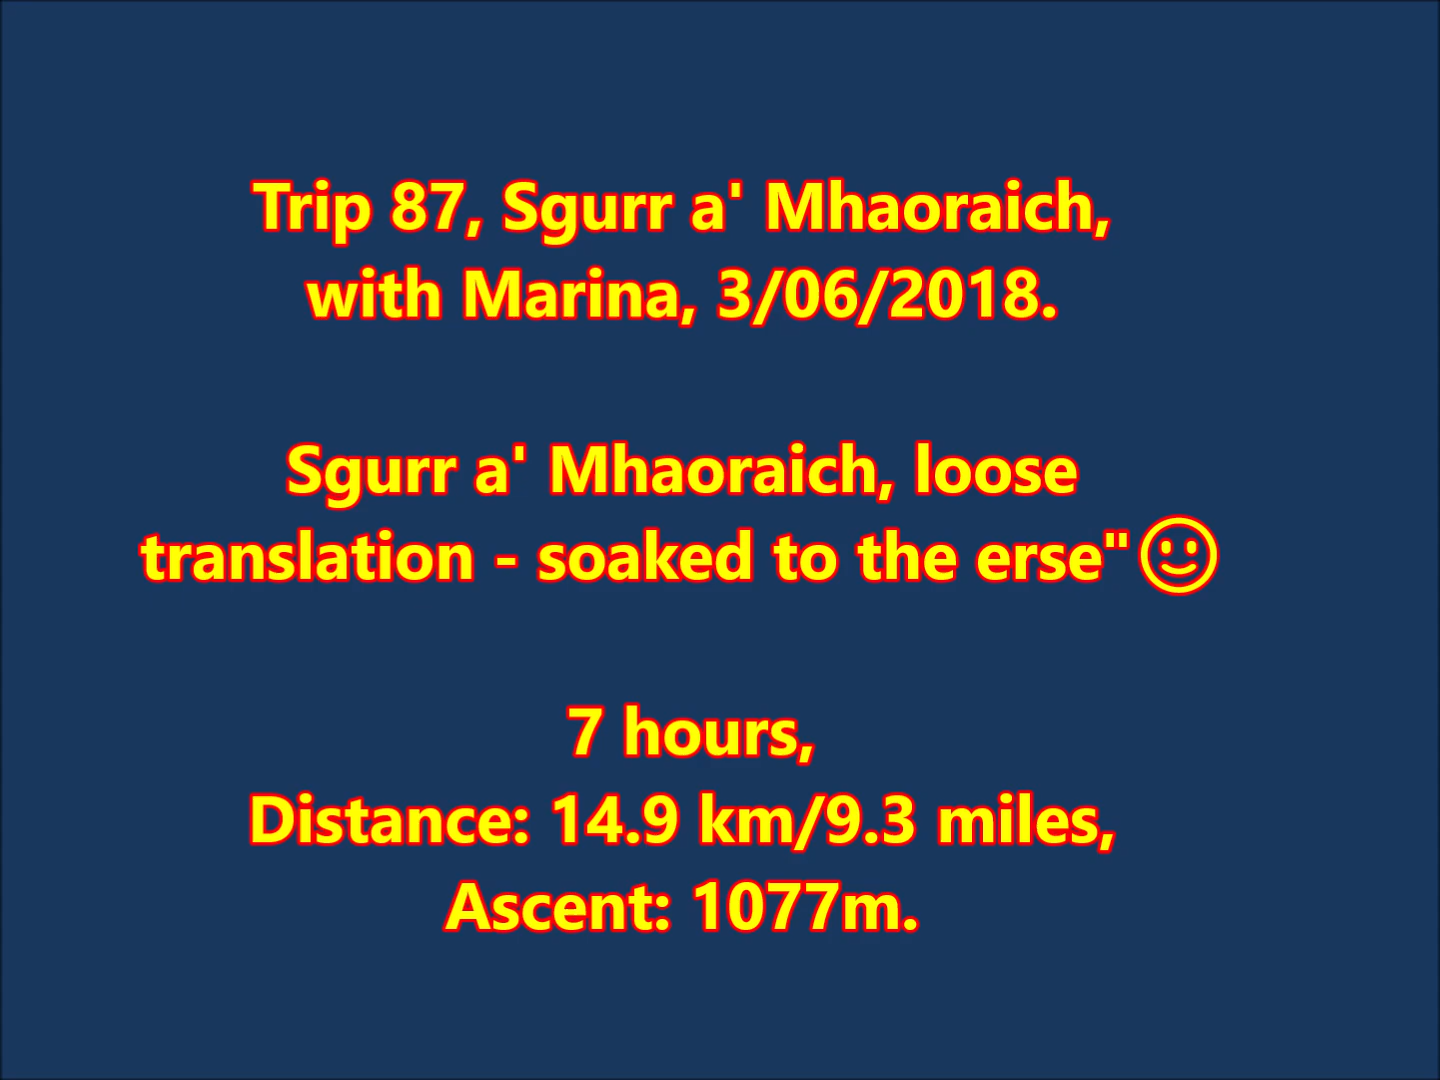 Trip 87, Sgurr a' Mhaoraich,
with Marina, 3/06/2018.
Sgurr a' Mhaoraich, loose
translation - soaked to the erse"☺
7 hours,
Distance: 14.9 km/9.3 miles,
Ascent: 1077m.